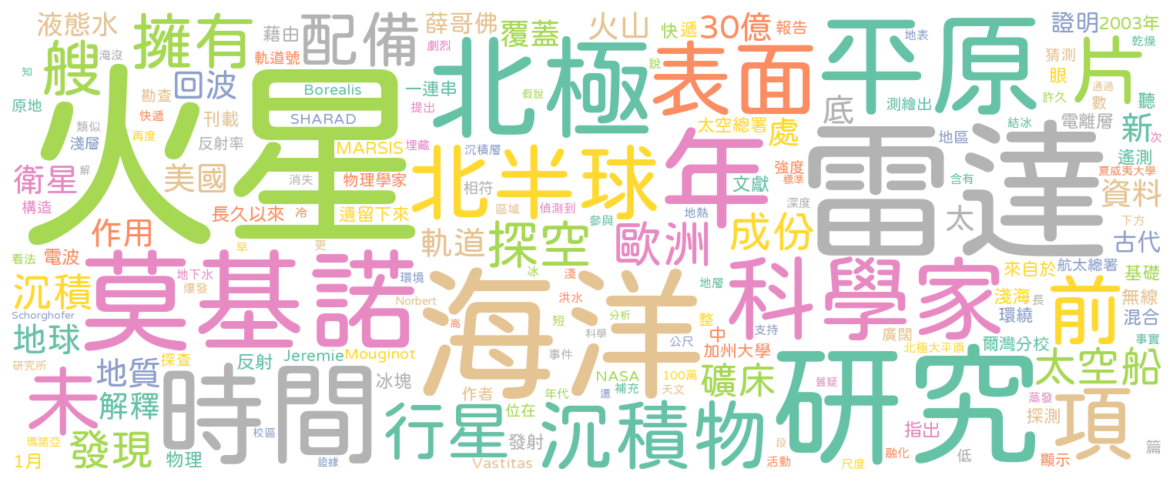 液態水 擁有 配備 薛哥佛 火山 30億 報告 證明 2003年
艘 淹沒 藉由 軌道號 劇烈 覆蓋 快 遞 地表 平原 猜測 片 乾燥
知 回波 北極 表面 說 眼 通過
火星 Borealis 一連串 假說 測繪出 許久 數 聽
原地 勘查 SHARAD 太空總署 處 底 電離層 新
快遞 刊載 提出 年 雷達 結冰 次
類似 淺層 再度 反射率 MARSIS 埋藏 沉積層 強度 地區 遙測
解 美國 物理學家 相符 北半球 文獻 標準 含有 夏威夷大學
衛星 消失 偵測到 深度 資料
構造 長久以來 冷 遺留下來 區域 參與 地熱 太 下方
作用 軌道 探空 歐洲 成份 古代
看法 電波 早 更 冰 淺 來自於 航太總署 基礎
沉積 莫基諾 地下水 爆發 環境 海洋 洪水 地層 科學家 淺海 長 前 無線
Schorghofer Norbert 高 短 分析 整 支持 環繞 混合
地球 Jeremie Mouginot 科學 公尺 中 廣闊 事實
研究所 地質 探查 反射 事件 加州大學 北極大平原 爾灣分校
未 時間 冰塊 作者 NASA 100萬 礦床 質疑 研究 太空船
解釋 行星 位在 年代 補充 遭 天文 蒸發 項
瑪諾亞 發現 校區 發射 沉積物 段 指出 探測
1月 物理 證據 Vastitas 活動 尺度 融化 低 顯示 篇